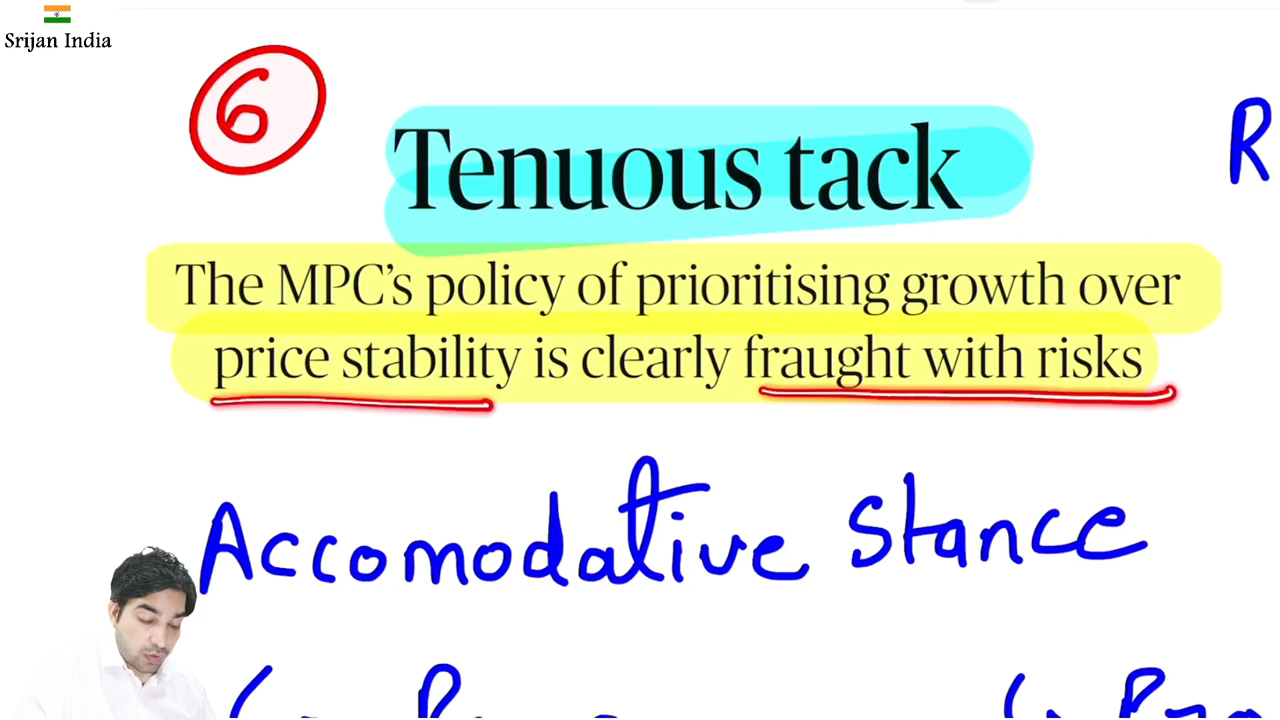 Srijan India
6
R
Tenuous tack
The MPC's policy of prioritising growth over
price stability is clearly fraught with risks
Accomodative Stance